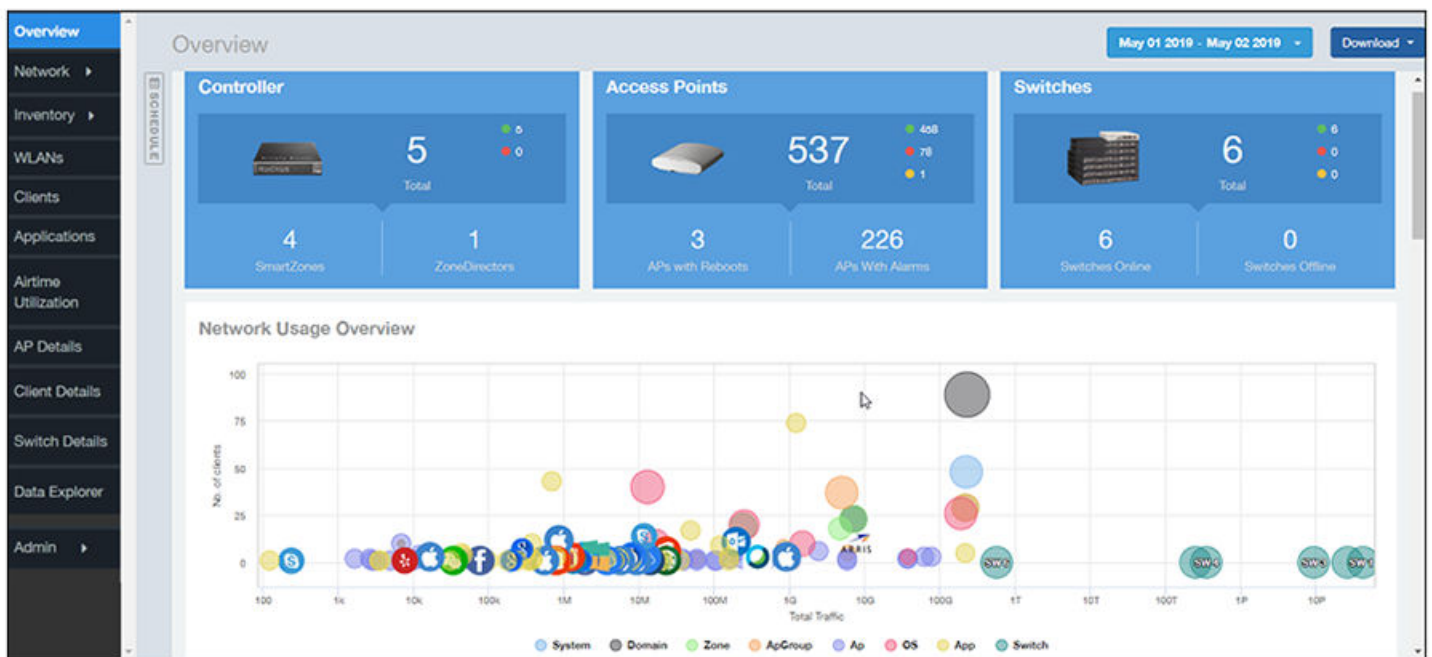 Overview
Network
Inventory
WLANs
Clients
Applications
Airtime
Utilization
AP Details
Client Details
Switch Details
Data Explorer
Admin
SCHEDULE
Overview
May 01 2019 - May 02 2019
Download
Controller
5
Total
5
0
4
SmartZones
1
ZoneDirectors
Access Points
537
Total
458
78
1
3
APs with Reboots
226
APs With Alarms
Switches
6
Total
6
0
0
6
Switches Online
0
Switches Offline
Network Usage Overview
No. of clients
100
75
50
25
0
ARRIS
SW4
SW3
SW1
100 1k 10k 100k 1M 10M 100M 1G 10G 100G 1T 10T 100T 1P 10P
Total Traffic
System Domain Zone ApGroup Ap OS App Switch